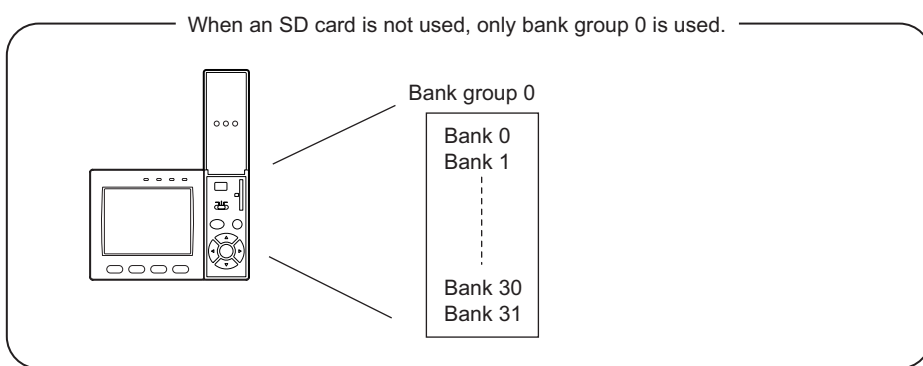 When an SD card is not used, only bank group 0 is used.
Bank group 0
Bank 0
Bank 1
Bank 30
Bank 31